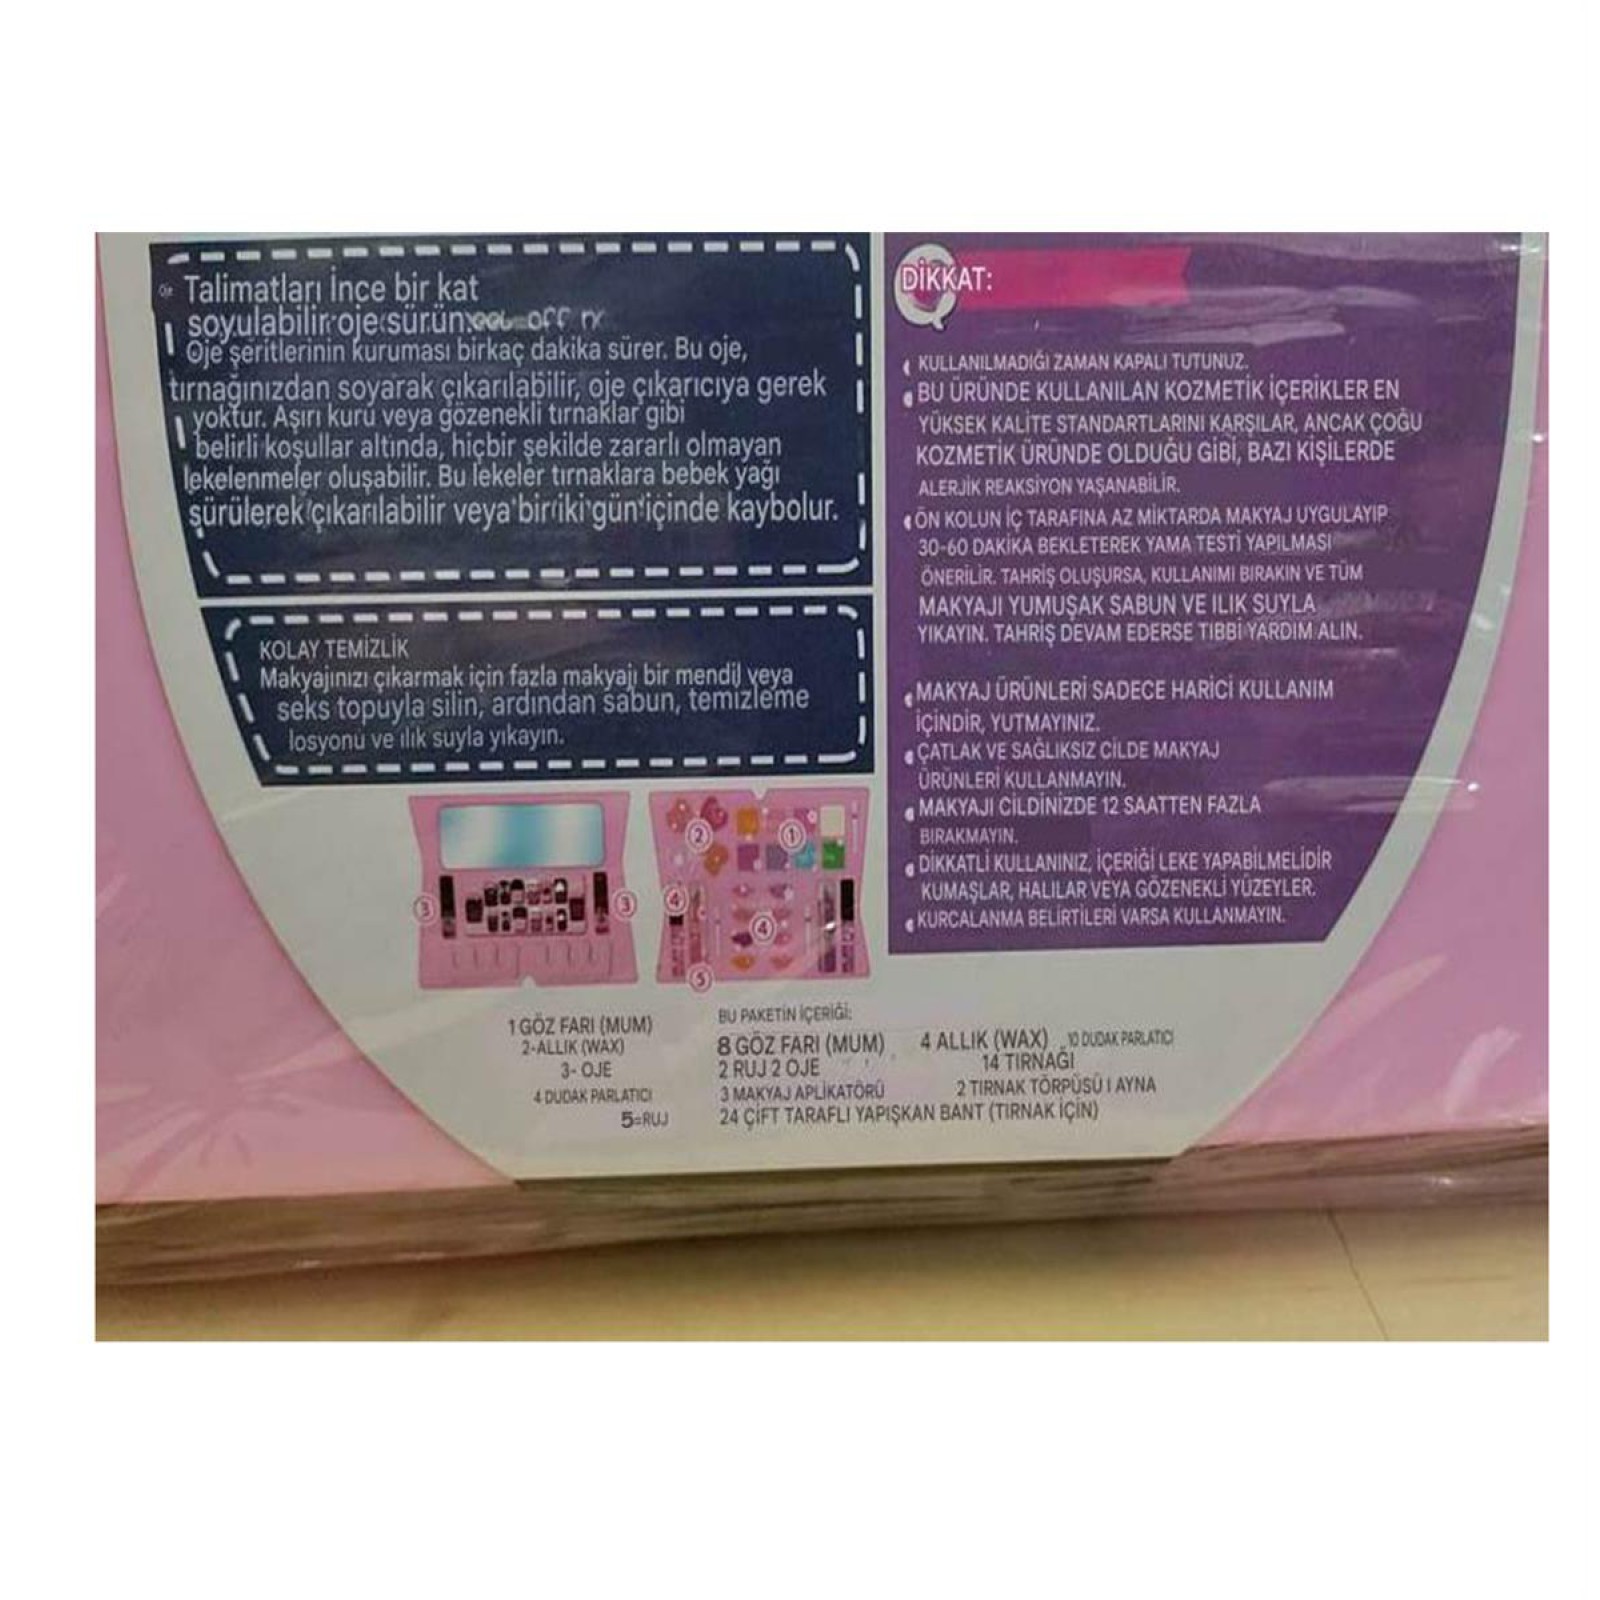 Oje
Talimatları İnce bir kat
soyulabilir oje sürün
Oje şeritlerinin kuruması birkaç dakika sürer. Bu oje,
tırnağınızdan soyarak çıkarılabilir, oje çıkarıcıya gerek
yoktur. Aşırı kuru veya gözenekli tırnaklar gibi
belirli koşullar altında, hiçbir şekilde zararlı olmayan
lekelenmeler oluşabilir. Bu lekeler tırnaklara bebek yağı
sürülerek çıkarılabilir veya bir iki gün içinde kaybolur.
KOLAY TEMİZLİK
Makyajınızı çıkarmak için fazla makyajı bir mendil veya
seks topuyla silin, ardından sabun, temizleme
losyonu ve ılık suyla yıkayın.
DİKKAT:
KULLANILMADIĞI ZAMAN KAPALI TUTUNUZ.
BU ÜRÜNDE KULLANILAN KOZMETİK İÇERİKLER EN
YÜKSEK KALİTE STANDARTLARINI KARŞILAR, ANCAK ÇOĞU
KOZMETİK ÜRÜNDE OLDUĞU GİBİ, BAZI KİŞİLERDE
ALERJİK REAKSİYON YAŞANABİLİR.
ÖN KOLUN İÇ TARAFINA AZ MİKTARDA MAKYAJ UYGULAYIP
30-60 DAKİKA BEKLETEREK YAMA TESTİ YAPILMASI
ÖNERİLİR. TAHRİŞ OLUŞURSA, KULLANIMI BIRAKIN VE TÜM
MAKYAJI YUMUŞAK SABUN VE ILIK SUYLA
YIKAYIN. TAHRİŞ DEVAM EDERSE TIBBİ YARDIM ALIN.
MAKYAJ ÜRÜNLERİ SADECE HARİCİ KULLANIM
İÇİNDİR, YUTMAYINIZ.
ÇATLAK VE SAĞLIKSIZ CİLDE MAKYAJ
ÜRÜNLERİ KULLANMAYIN.
MAKYAJI CİLDİNİZDE 12 SAATTEN FAZLA
BIRAKMAYIN.
DİKKATLİ KULLANINIZ, İÇERİĞİ LEKE YAPABİLMELİDİR
KUMAŞLAR, HALILAR VEYA GÖZENEKLİ YÜZEYLER.
KURCALANMA BELİRTİLERİ VARSA KULLANMAYIN.
3 3
2 1
4 4
5
1 GÖZ FARI (MUM)
2-ALLIK (WAX)
3- OJE
4 DUDAK PARLATICI
5=RUJ
BU PAKETİN İÇERİĞİ:
8 GÖZ FARI (MUM) 4 ALLIK (WAX) 10 DUDAK PARLATICI
2 RUJ 2 OJE 14 TIRNAĞI
3 MAKYAJ APLİKATÖRÜ 2 TIRNAK TÖRPÜSÜ I AYNA
24 ÇİFT TARAFLI YAPIŞKAN BANT (TIRNAK İÇİN)